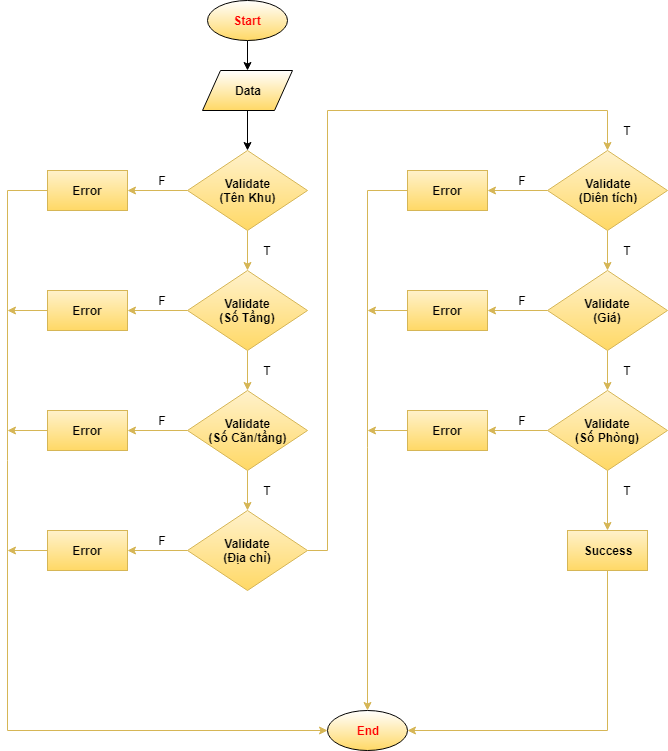 Start
Data
Validate
(Tên Khu)
F
Error
T
Validate
(Số Tầng)
F
Error
T
Validate
(Số Căn/tầng)
F
Error
T
Validate
(Địa chỉ)
F
Error
T
Validate
(Diên tích)
F
Error
T
Validate
(Giá)
F
Error
T
Validate
(Số Phòng)
F
Error
T
Success
End